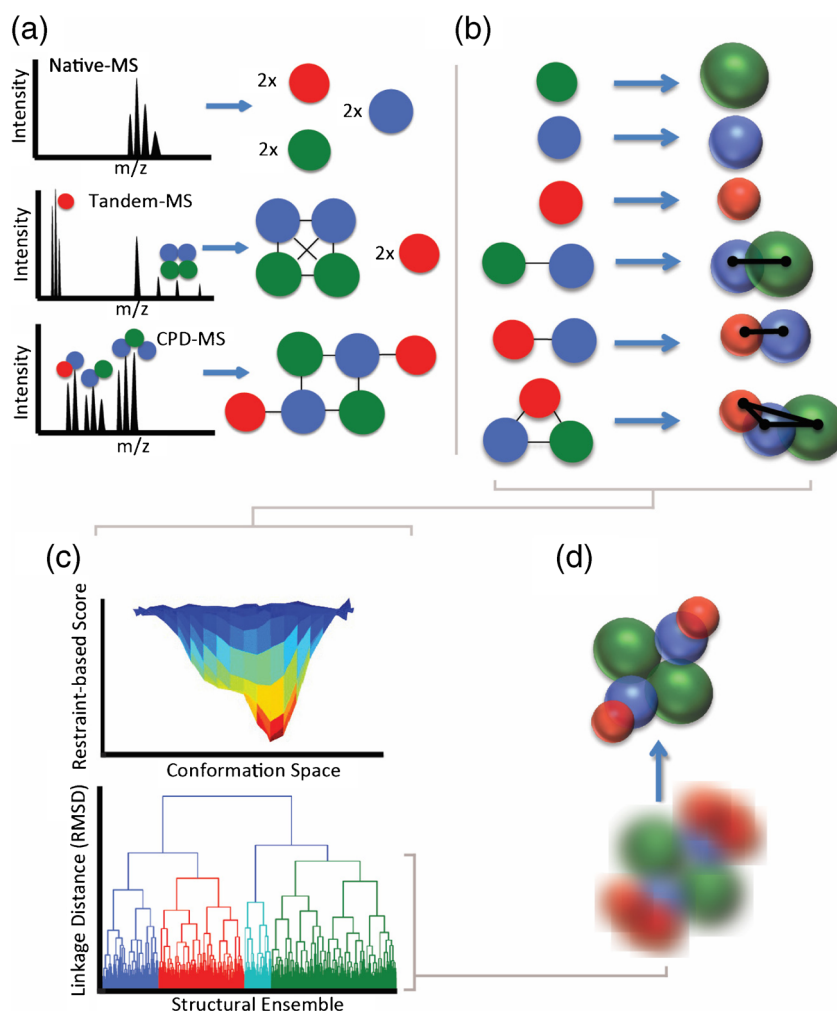 (a)
Native-MS
Intensity
m/z
2x
2x
2x
Tandem-MS
Intensity
m/z
2x
CPD-MS
Intensity
m/z
(b)
(c)
Restraint-based Score
Conformation Space
Linkage Distance (RMSD)
Structural Ensemble
(d)